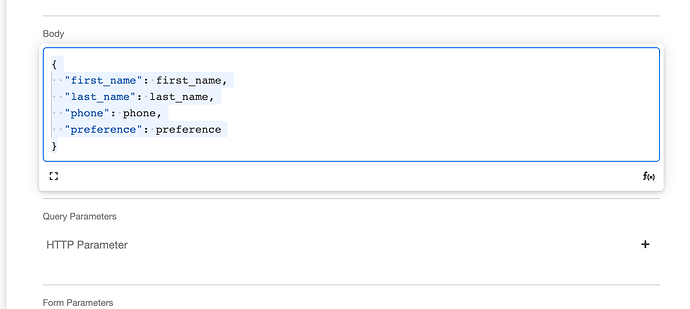 Body
{
"first_name": first_name,
"last_name": last_name,
"phone": phone,
"preference": preference
}
f(x)
Query Parameters
HTTP Parameter +
Form Parameters